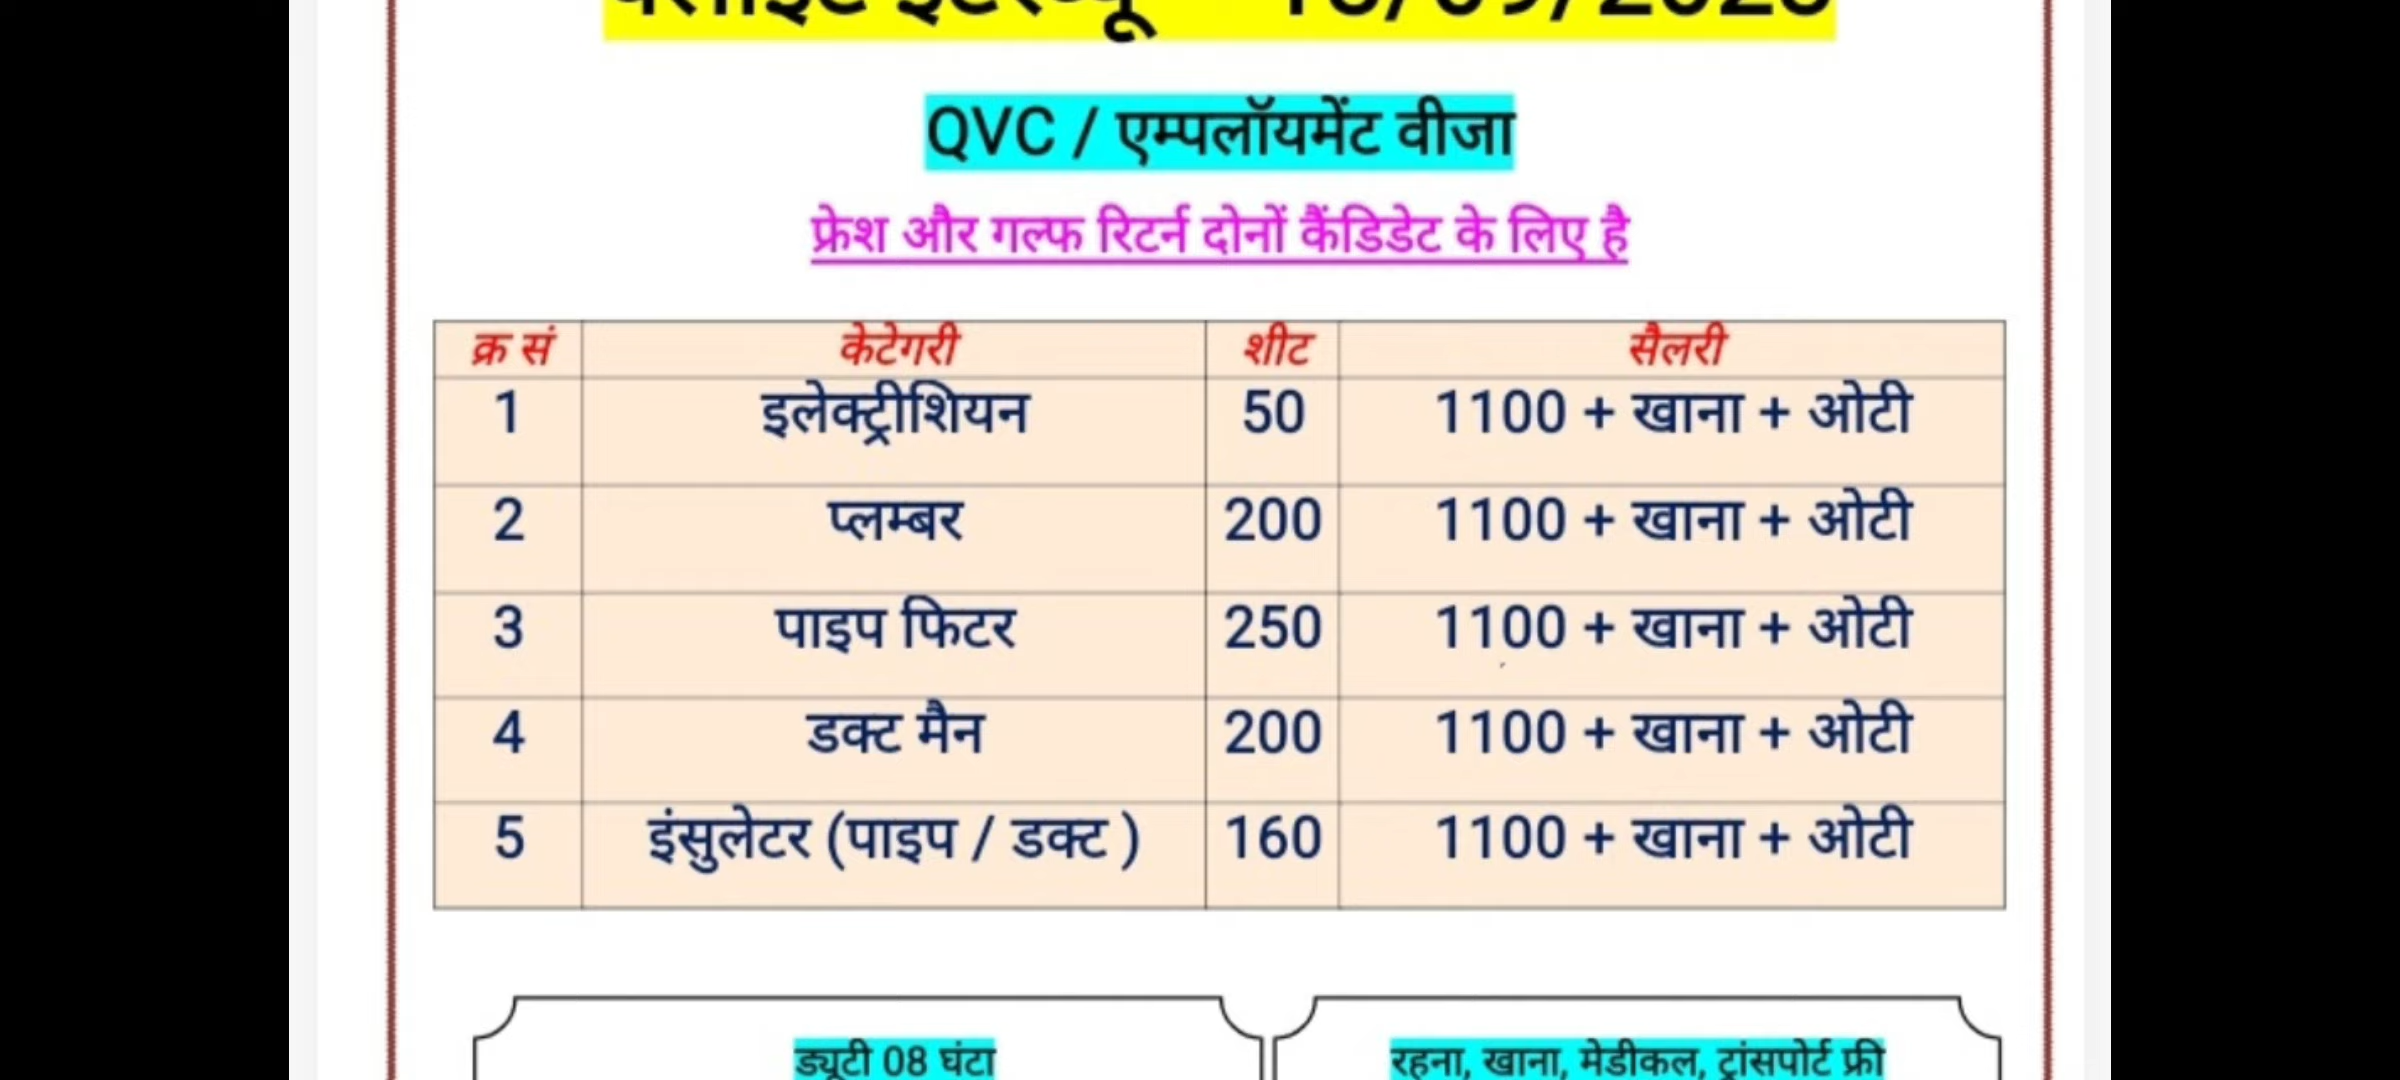 क्लाइंट इंटरव्यू
QVC / एम्पलॉयमेंट वीजा
फ्रेश और गल्फ रिटर्न दोनों कैंडिडेट के लिए है
क्र सं केटेगरी शीट सैलरी
1 इलेक्ट्रीशियन 50 1100 + खाना + ओटी
2 प्लम्बर 200 1100 + खाना + ओटी
3 पाइप फिटर 250 1100 + खाना + ओटी
4 डक्ट मैन 200 1100 + खाना + ओटी
5 इंसुलेटर (पाइप / डक्ट ) 160 1100 + खाना + ओटी
ड्यूटी 08 घंटा
रहना, खाना, मेडीकल, ट्रांसपोर्ट फ्री